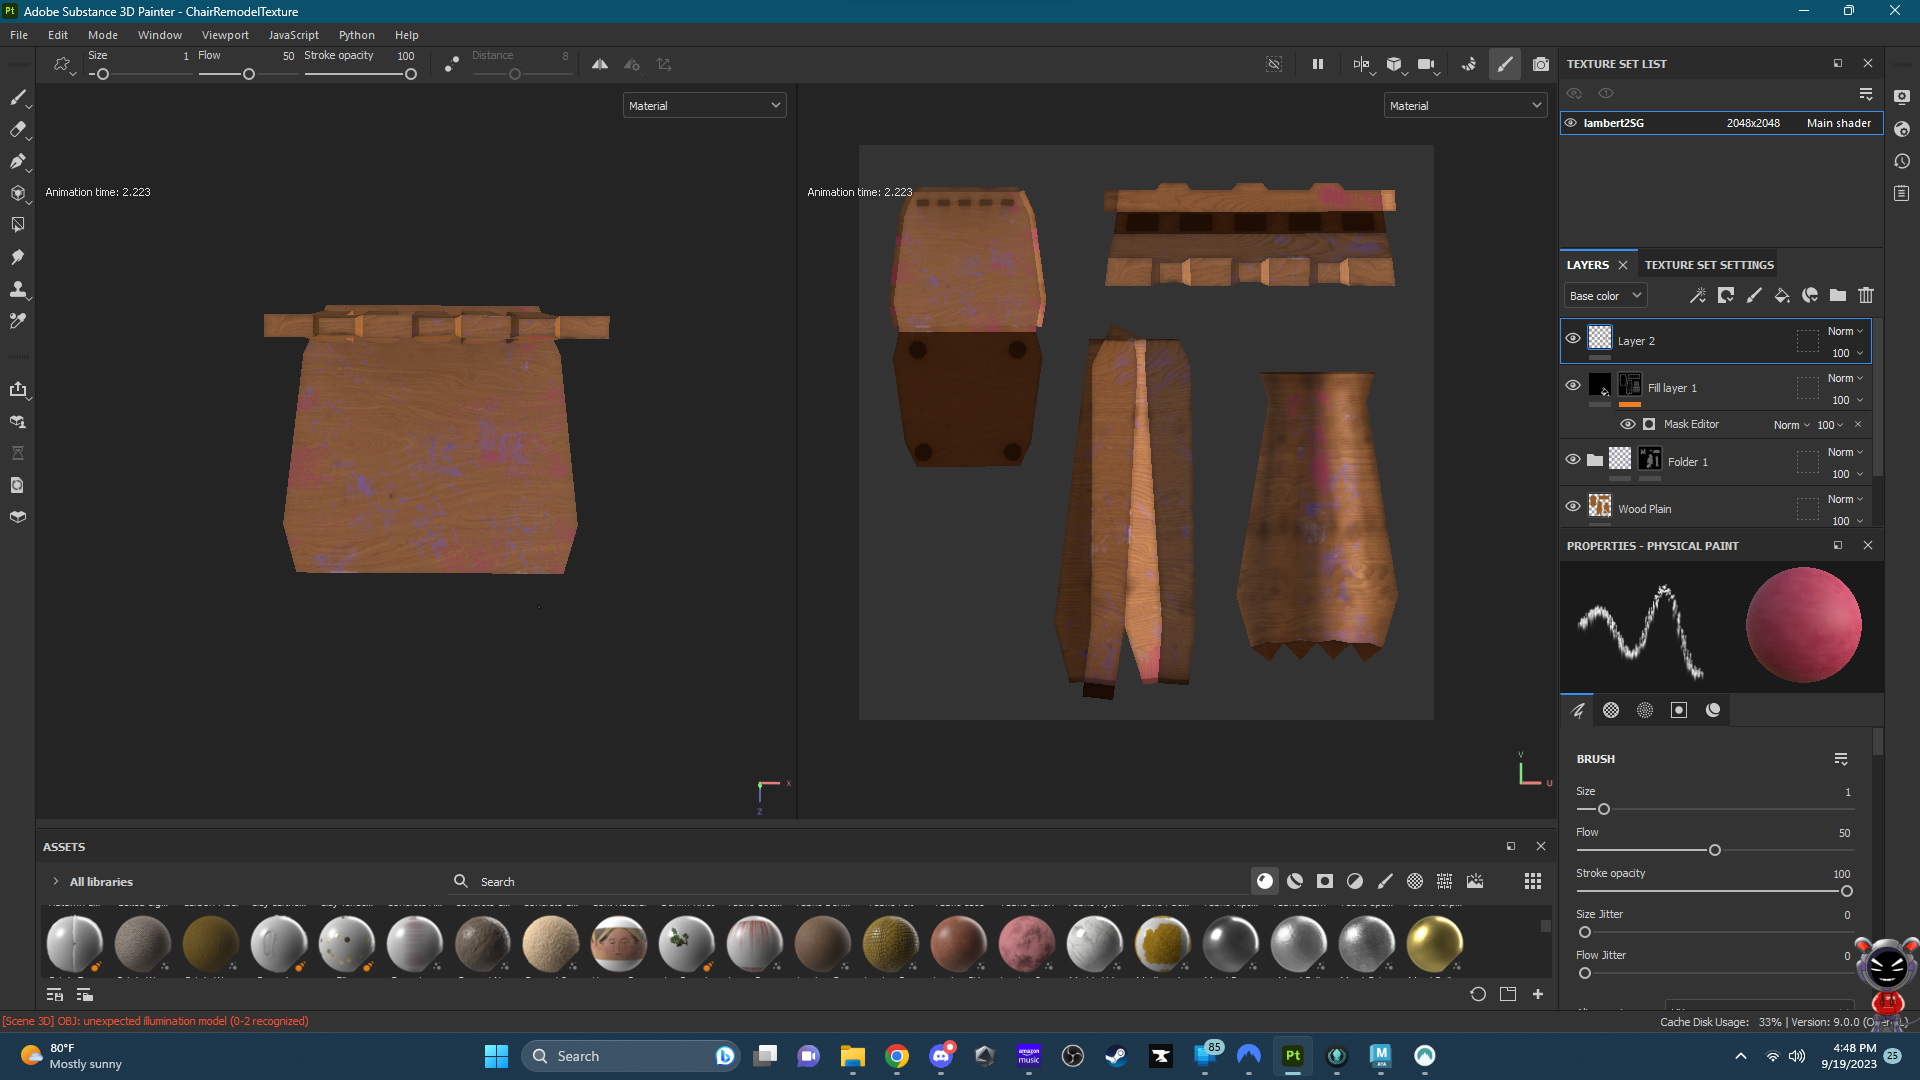 Pt Adobe Substance 3D Painter - ChairRemodelTexture
File Edit Mode Window Viewport JavaScript Python Help
Size 1 Flow 50 Stroke opacity 100 Distance 8
Material
Material
Animation time: 2.223
Animation time: 2.223
X
Z
V
U
TEXTURE SET LIST
lambert2SG 2048x2048 Main shader
LAYERS TEXTURE SET SETTINGS
Base color
Layer 2 Norm
100
Fill layer 1 Norm
100
Mask Editor Norm 100
Folder 1 Norm
100
Wood Plain Norm
100
PROPERTIES - PHYSICAL PAINT
BRUSH
Size 1
Flow 50
Stroke opacity 100
Size Jitter 0
Flow Jitter 0
ASSETS
All libraries
Search
[Scene 3D] OBJ: unexpected illumination model (0-2 recognized)
Cache Disk Usage: 33% | Version: 9.0.0
80°F
Mostly sunny
Search
amazon music
85
Pt
M
4:48 PM
9/19/2023
25